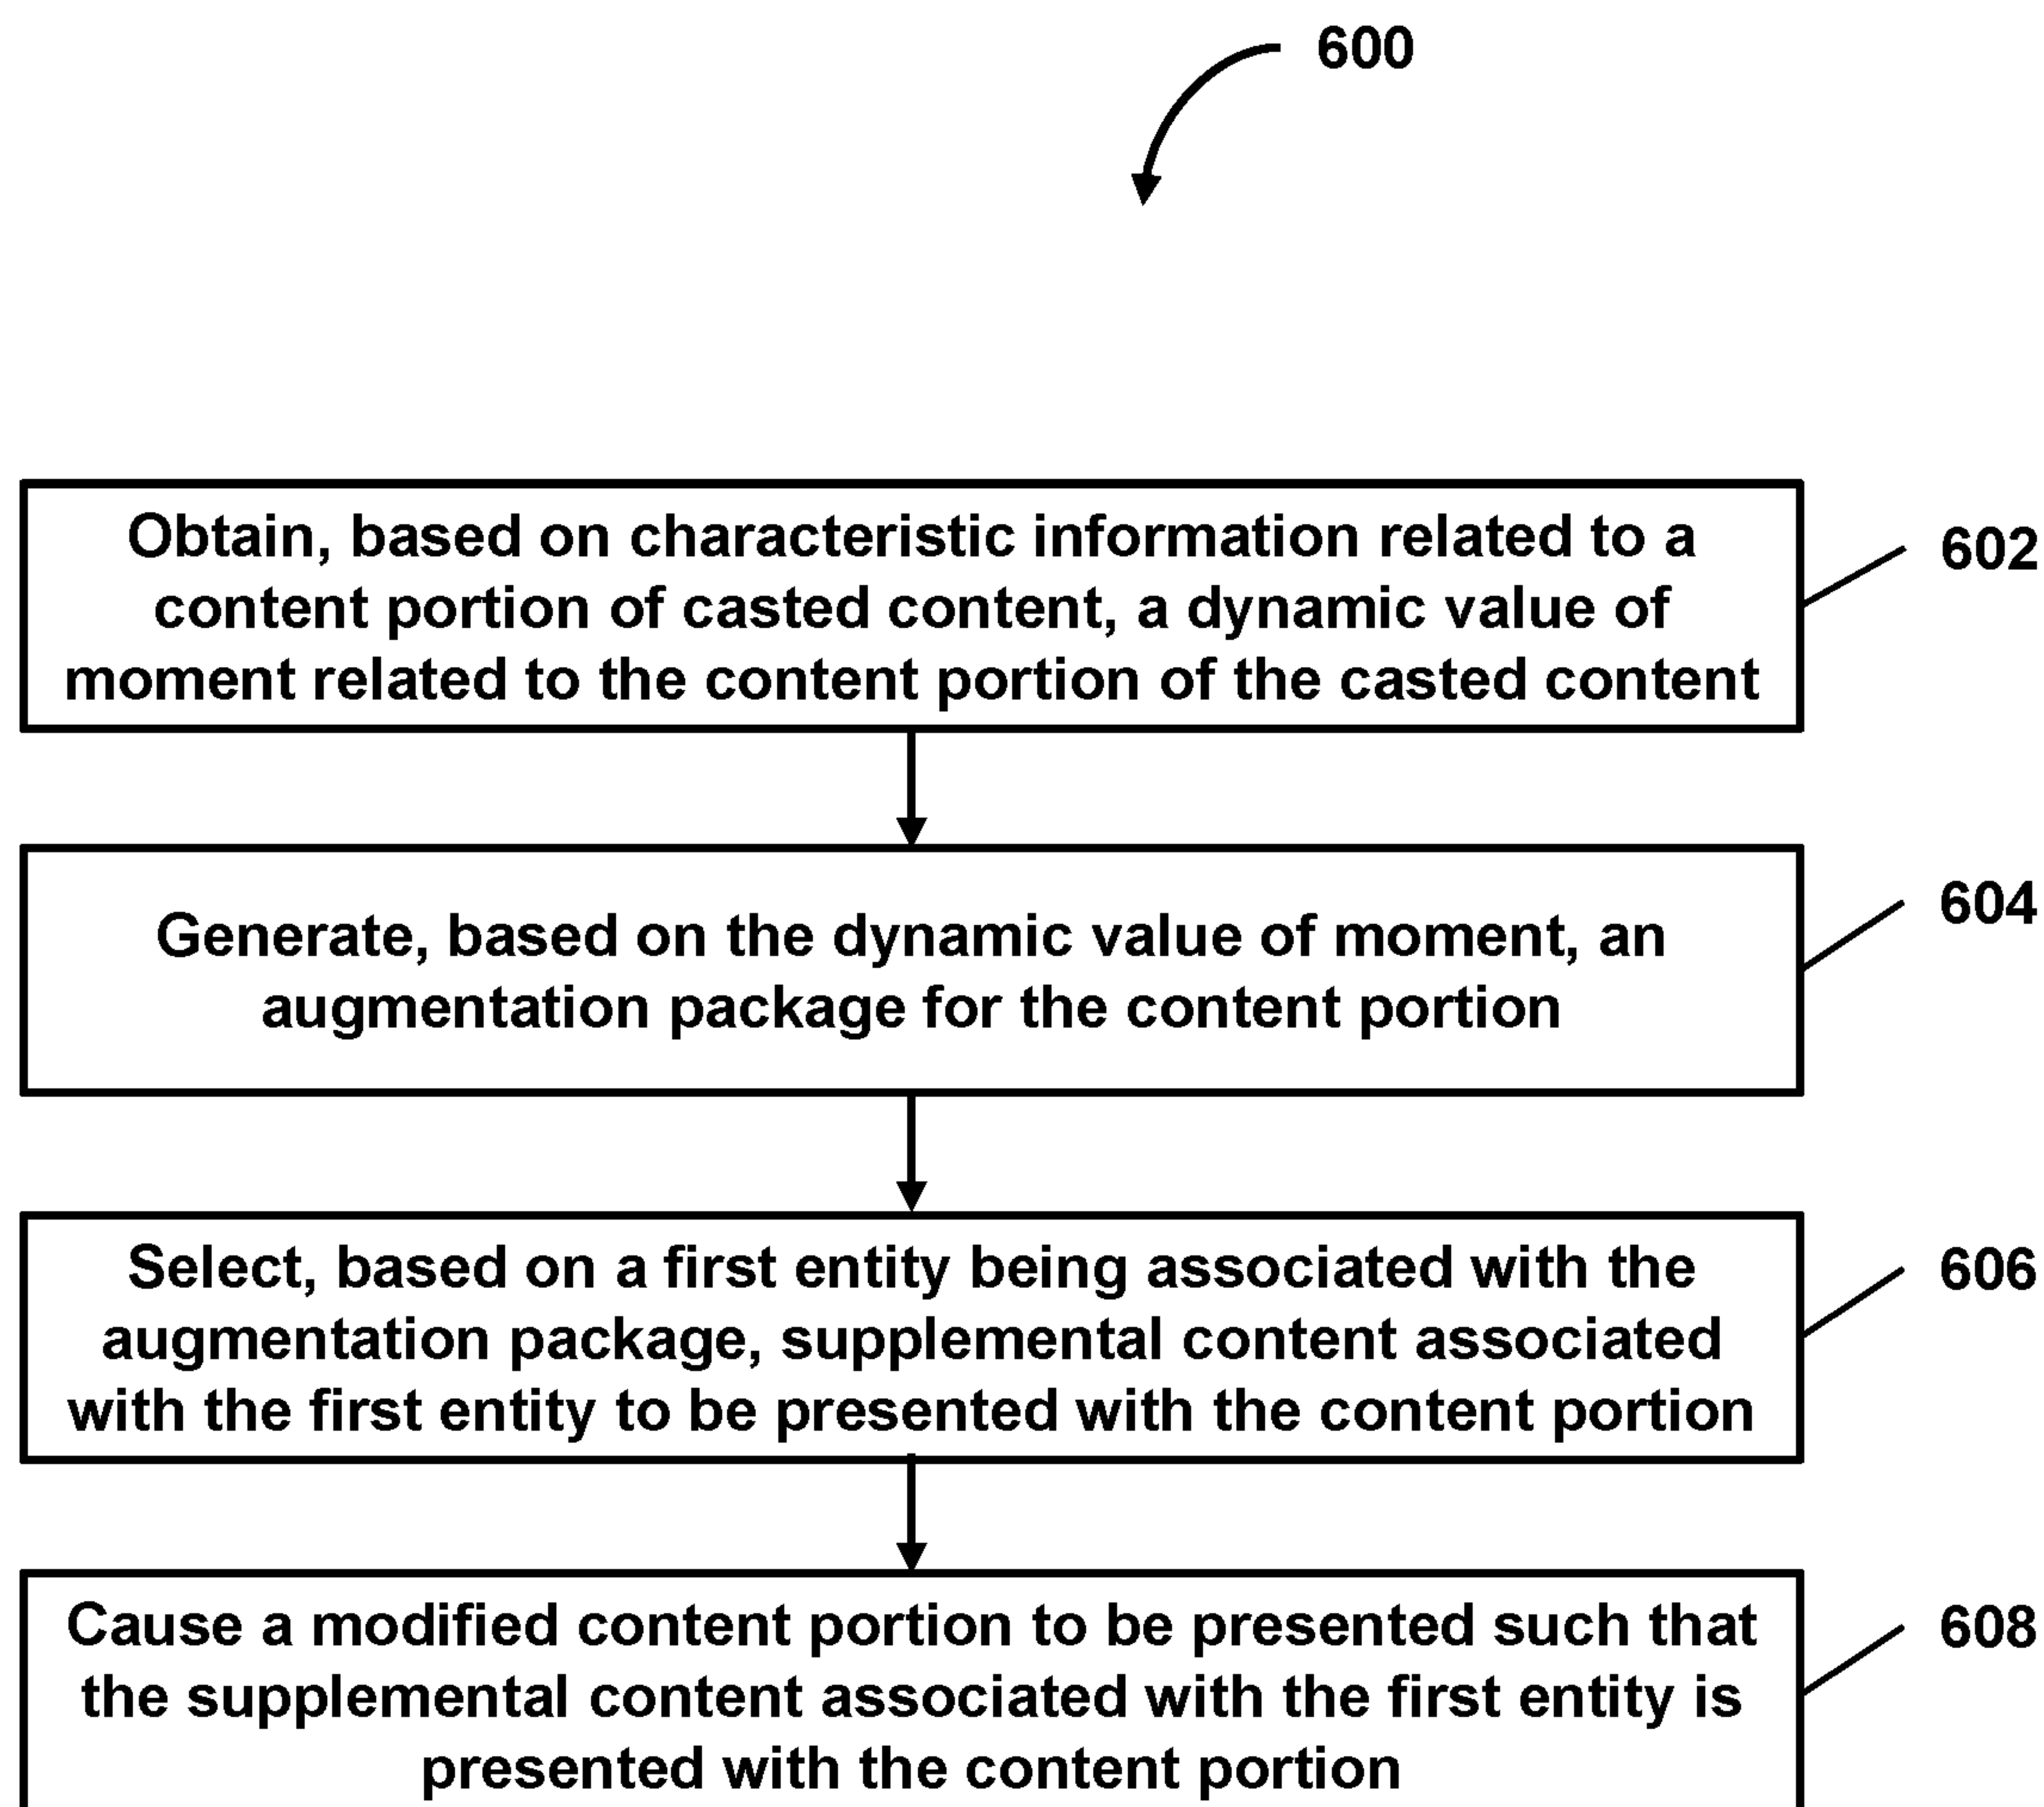 600
Obtain, based on characteristic information related to a
content portion of casted content, a dynamic value of
moment related to the content portion of the casted content
602
Generate, based on the dynamic value of moment, an
augmentation package for the content portion
604
Select, based on a first entity being associated with the
augmentation package, supplemental content associated
with the first entity to be presented with the content portion
606
Cause a modified content portion to be presented such that
the supplemental content associated with the first entity is
presented with the content portion
608